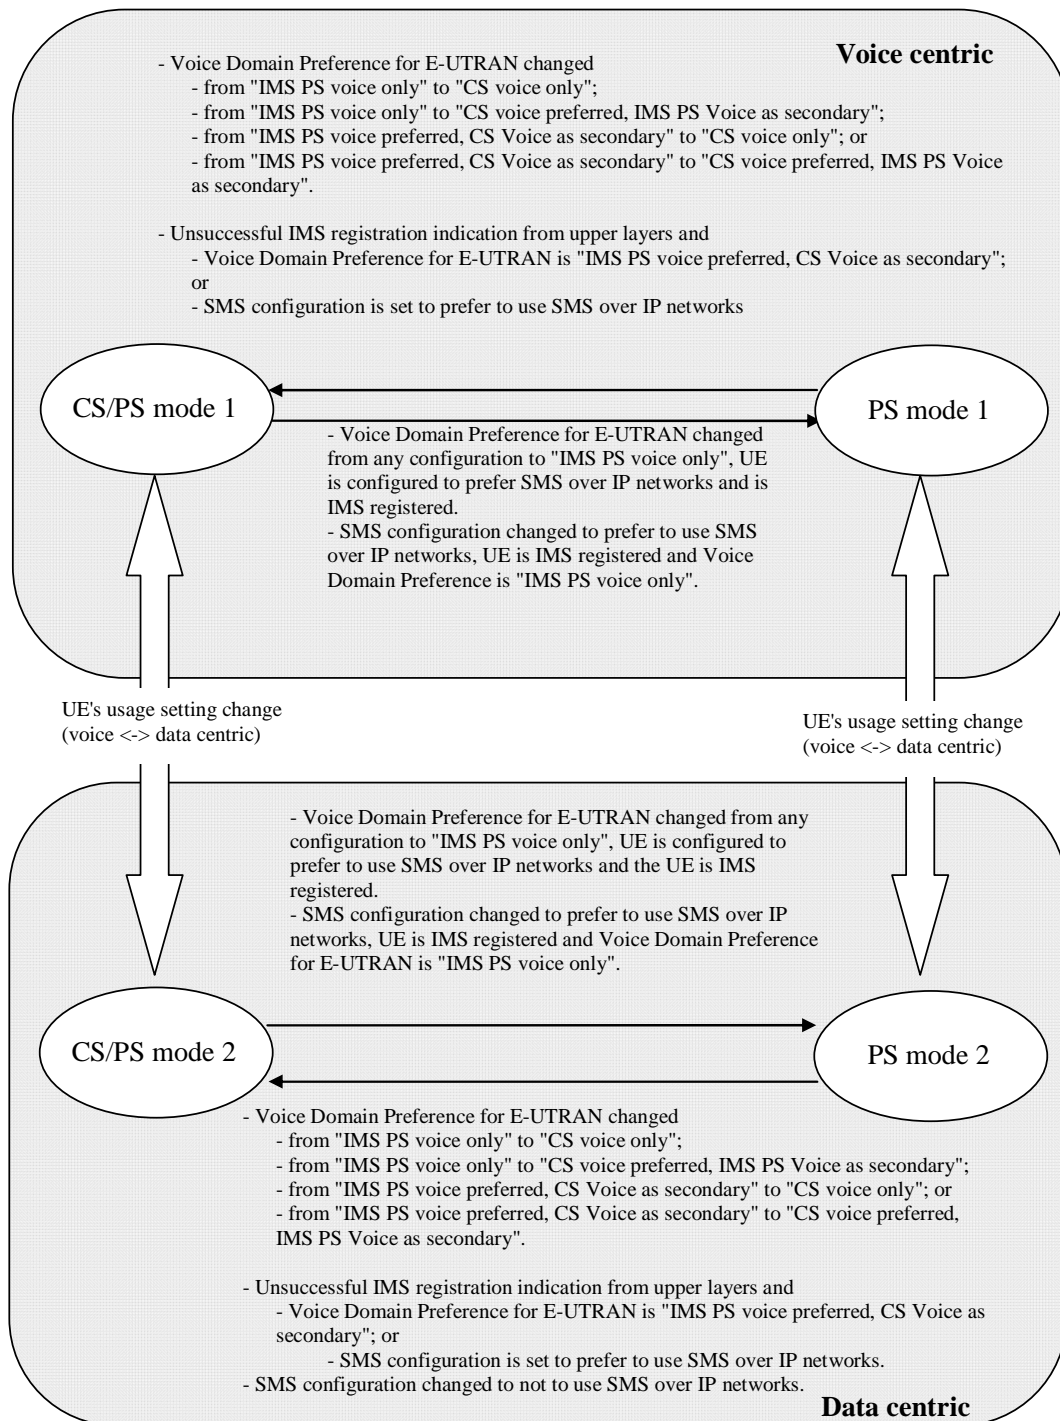 Voice centric
- Voice Domain Preference for E-UTRAN changed
- from "IMS PS voice only" to "CS voice only";
- from "IMS PS voice only" to "CS voice preferred, IMS PS Voice as secondary";
- from "IMS PS voice preferred, CS Voice as secondary" to "CS voice only"; or
- from "IMS PS voice preferred, CS Voice as secondary" to "CS voice preferred, IMS PS Voice
as secondary".
- Unsuccessful IMS registration indication from upper layers and
- Voice Domain Preference for E-UTRAN is "IMS PS voice preferred, CS Voice as secondary";
or
- SMS configuration is set to prefer to use SMS over IP networks
CS/PS mode 1
PS mode 1
- Voice Domain Preference for E-UTRAN changed
from any configuration to "IMS PS voice only", UE
is configured to prefer SMS over IP networks and is
IMS registered.
- SMS configuration changed to prefer to use SMS
over IP networks, UE is IMS registered and Voice
Domain Preference is "IMS PS voice only".
UE's usage setting change
(voice <-> data centric)
UE's usage setting change
(voice <-> data centric)
- Voice Domain Preference for E-UTRAN changed from any
configuration to "IMS PS voice only", UE is configured to
prefer to use SMS over IP networks and the UE is IMS
registered.
- SMS configuration changed to prefer to use SMS over IP
networks, UE is IMS registered and Voice Domain Preference
for E-UTRAN is "IMS PS voice only".
CS/PS mode 2
PS mode 2
- Voice Domain Preference for E-UTRAN changed
- from "IMS PS voice only" to "CS voice only";
- from "IMS PS voice only" to "CS voice preferred, IMS PS Voice as secondary";
- from "IMS PS voice preferred, CS Voice as secondary" to "CS voice only"; or
- from "IMS PS voice preferred, CS Voice as secondary" to "CS voice preferred,
IMS PS Voice as secondary".
- Unsuccessful IMS registration indication from upper layers and
- Voice Domain Preference for E-UTRAN is "IMS PS voice preferred, CS Voice as
secondary"; or
- SMS configuration is set to prefer to use SMS over IP networks.
- SMS configuration changed to not to use SMS over IP networks.
Data centric